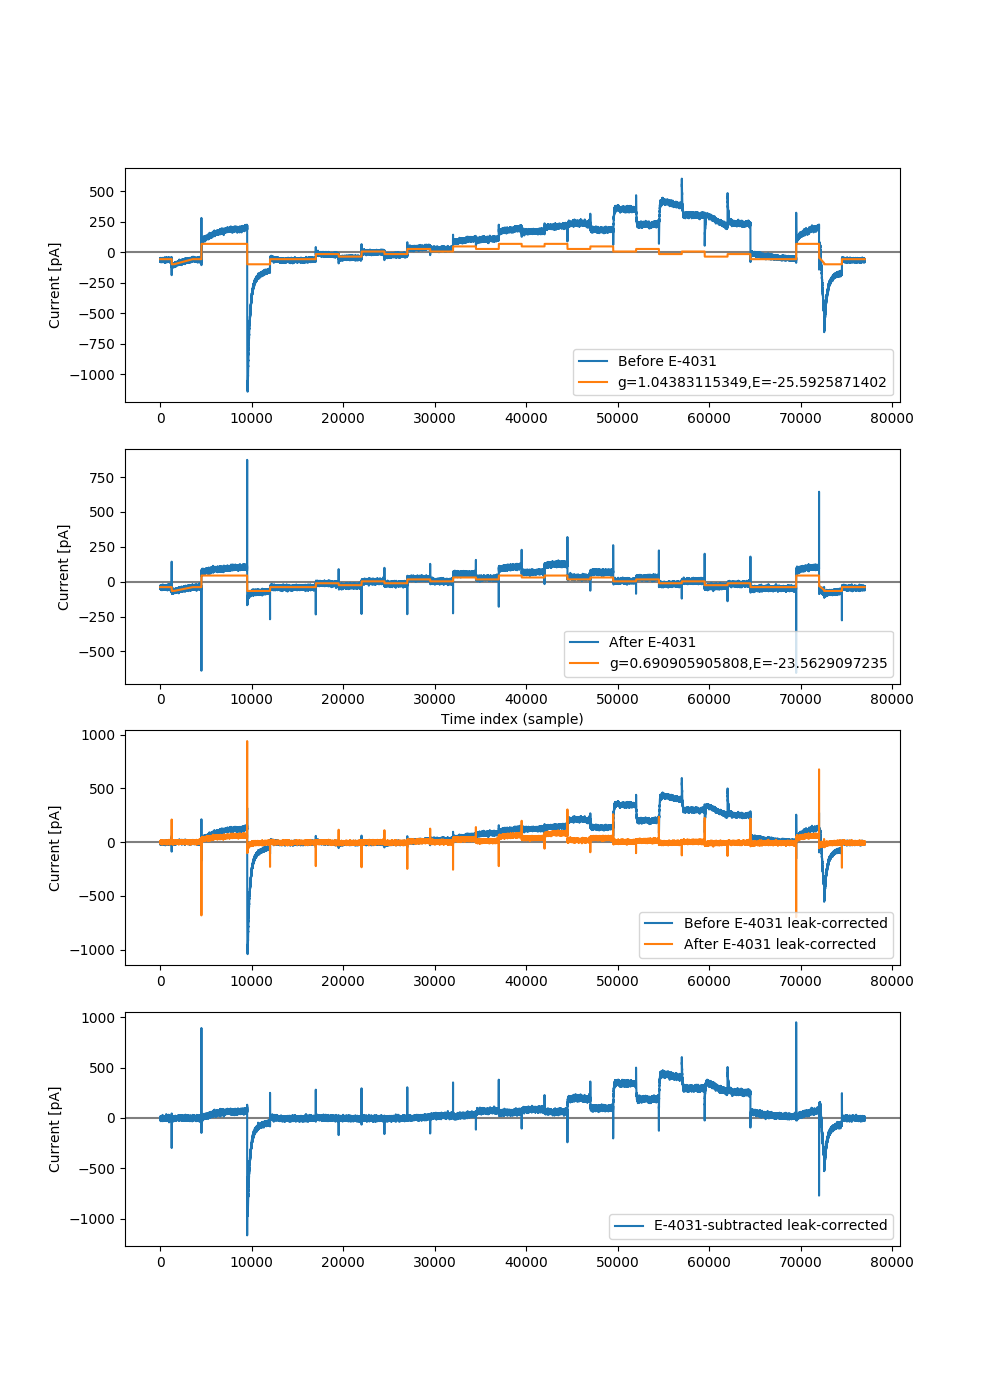 500
250
0
−250
−500
−750
−1000
Current [pA]
Before E-4031
g=1.04383115349,E=-25.5925871402
0 10000 20000 30000 40000 50000 60000 70000 80000
750
500
250
0
−250
−500
Current [pA]
After E-4031
g=0.690905905808,E=-23.5629097235
0 10000 20000 30000 40000 50000 60000 70000 80000
Time index (sample)
1000
500
0
−500
−1000
Current [pA]
Before E-4031 leak-corrected
After E-4031 leak-corrected
0 10000 20000 30000 40000 50000 60000 70000 80000
1000
500
0
−500
−1000
Current [pA]
E-4031-subtracted leak-corrected
0 10000 20000 30000 40000 50000 60000 70000 80000